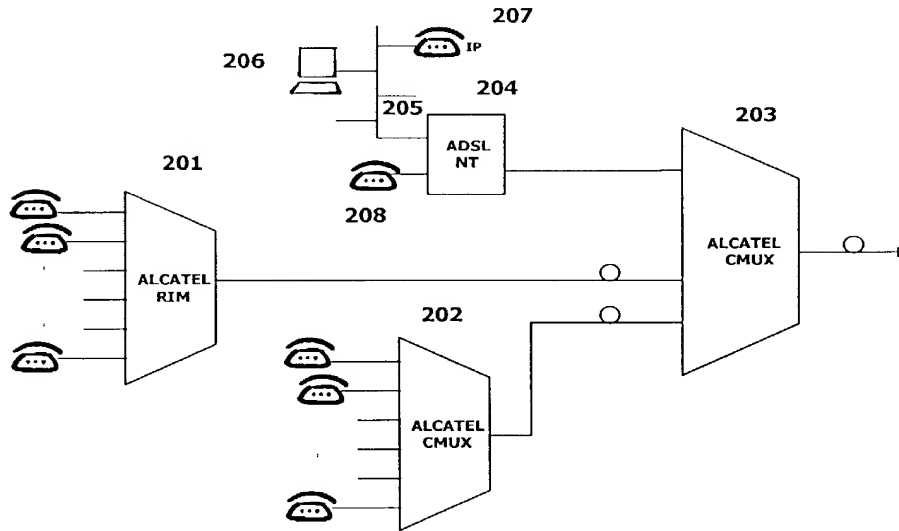 207
IP
206
204
205
203
ADSL
NT
201
208
ALCATEL
CMUX
ALCATEL
RIM
202
ALCATEL
CMUX